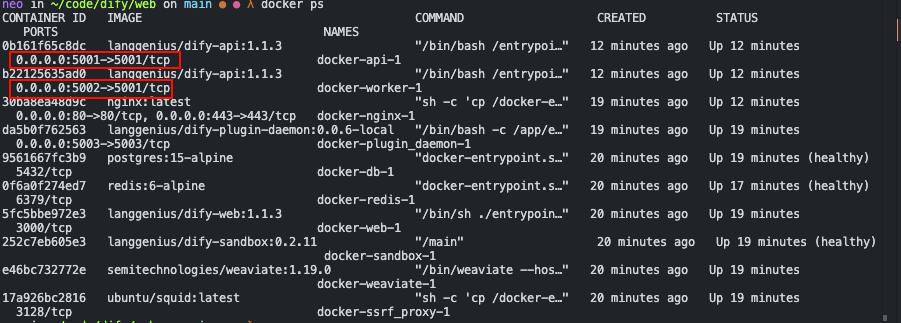 neo in ~/code/dify/web on main ● ● λ docker ps
CONTAINER ID IMAGE COMMAND CREATED STATUS
PORTS NAMES
0b161f65c8dc langgenius/dify-api:1.1.3 "/bin/bash /entrypoi…" 12 minutes ago Up 12 minutes
0.0.0.0:5001->5001/tcp docker-api-1
b22125635ad0 langgenius/dify-api:1.1.3 "/bin/bash /entrypoi…" 12 minutes ago Up 12 minutes
0.0.0.0:5002->5001/tcp docker-worker-1
30ba8ea48d9c nginx:latest "sh -c 'cp /docker-e…" 19 minutes ago Up 12 minutes
0.0.0.0:80->80/tcp, 0.0.0.0:443->443/tcp docker-nginx-1
da5b0f762563 langgenius/dify-plugin-daemon:0.0.6-local "/bin/bash -c /app/e…" 19 minutes ago Up 19 minutes
0.0.0.0:5003->5003/tcp docker-plugin_daemon-1
9561667fc3b9 postgres:15-alpine "docker-entrypoint.s…" 20 minutes ago Up 19 minutes (healthy)
5432/tcp docker-db-1
0f6a0f274ed7 redis:6-alpine "docker-entrypoint.s…" 20 minutes ago Up 17 minutes (healthy)
6379/tcp docker-redis-1
5fc5bbe972e3 langgenius/dify-web:1.1.3 "/bin/sh ./entrypoin…" 20 minutes ago Up 19 minutes
3000/tcp docker-web-1
252c7eb605e3 langgenius/dify-sandbox:0.2.11 "/main" 20 minutes ago Up 19 minutes (healthy)
docker-sandbox-1
e46bc732772e semitechnologies/weaviate:1.19.0 "/bin/weaviate --hos…" 20 minutes ago Up 19 minutes
docker-weaviate-1
17a926bc2816 ubuntu/squid:latest "sh -c 'cp /docker-e…" 20 minutes ago Up 19 minutes
3128/tcp docker-ssrf_proxy-1